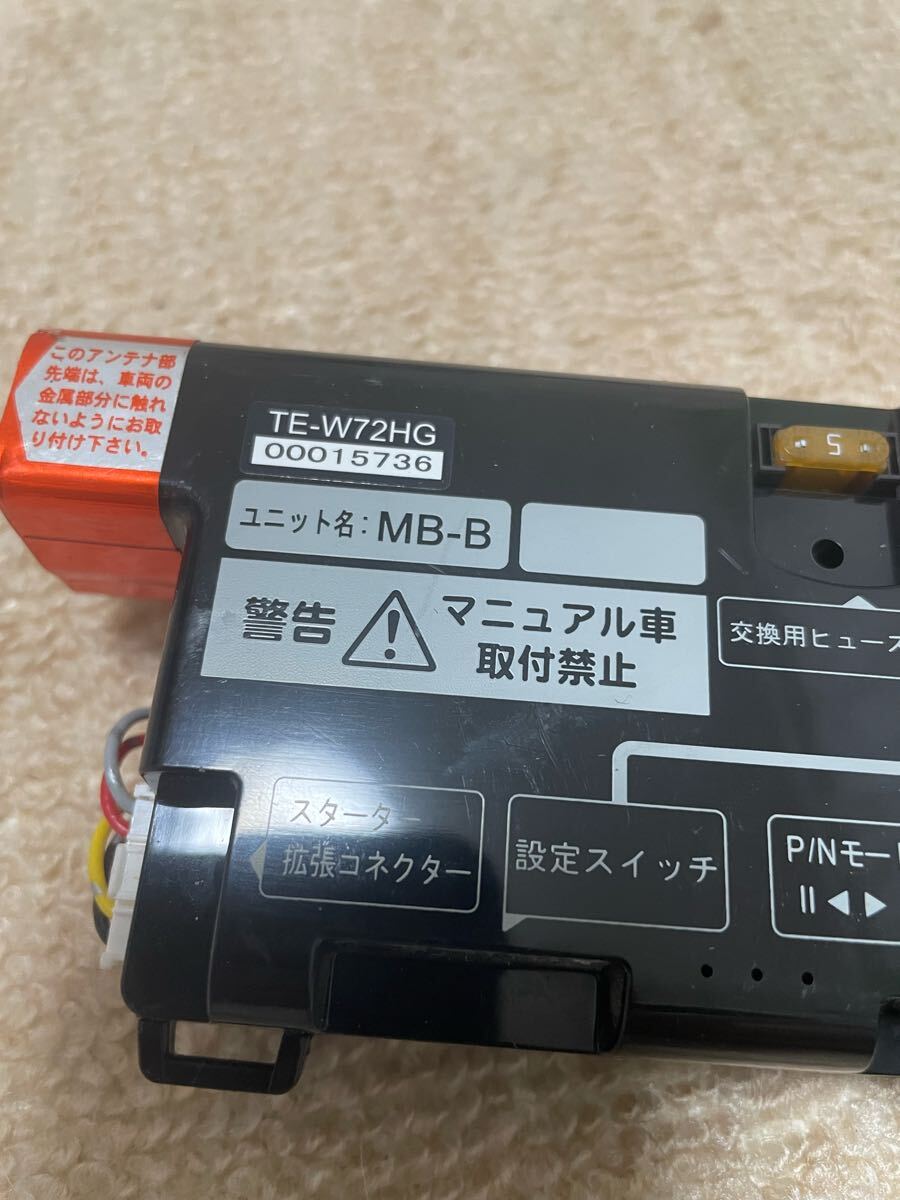 このアンテナ部
先端は、車両の
金属部分に触れ
ないようにお取
り付け下さい。
TE-W72HG
00015736
5
ユニット名：MB-B
警告
マニュアル車
取付禁止
交換用ヒューズ
スターター
拡張コネクター
設定スイッチ
P/Nモー